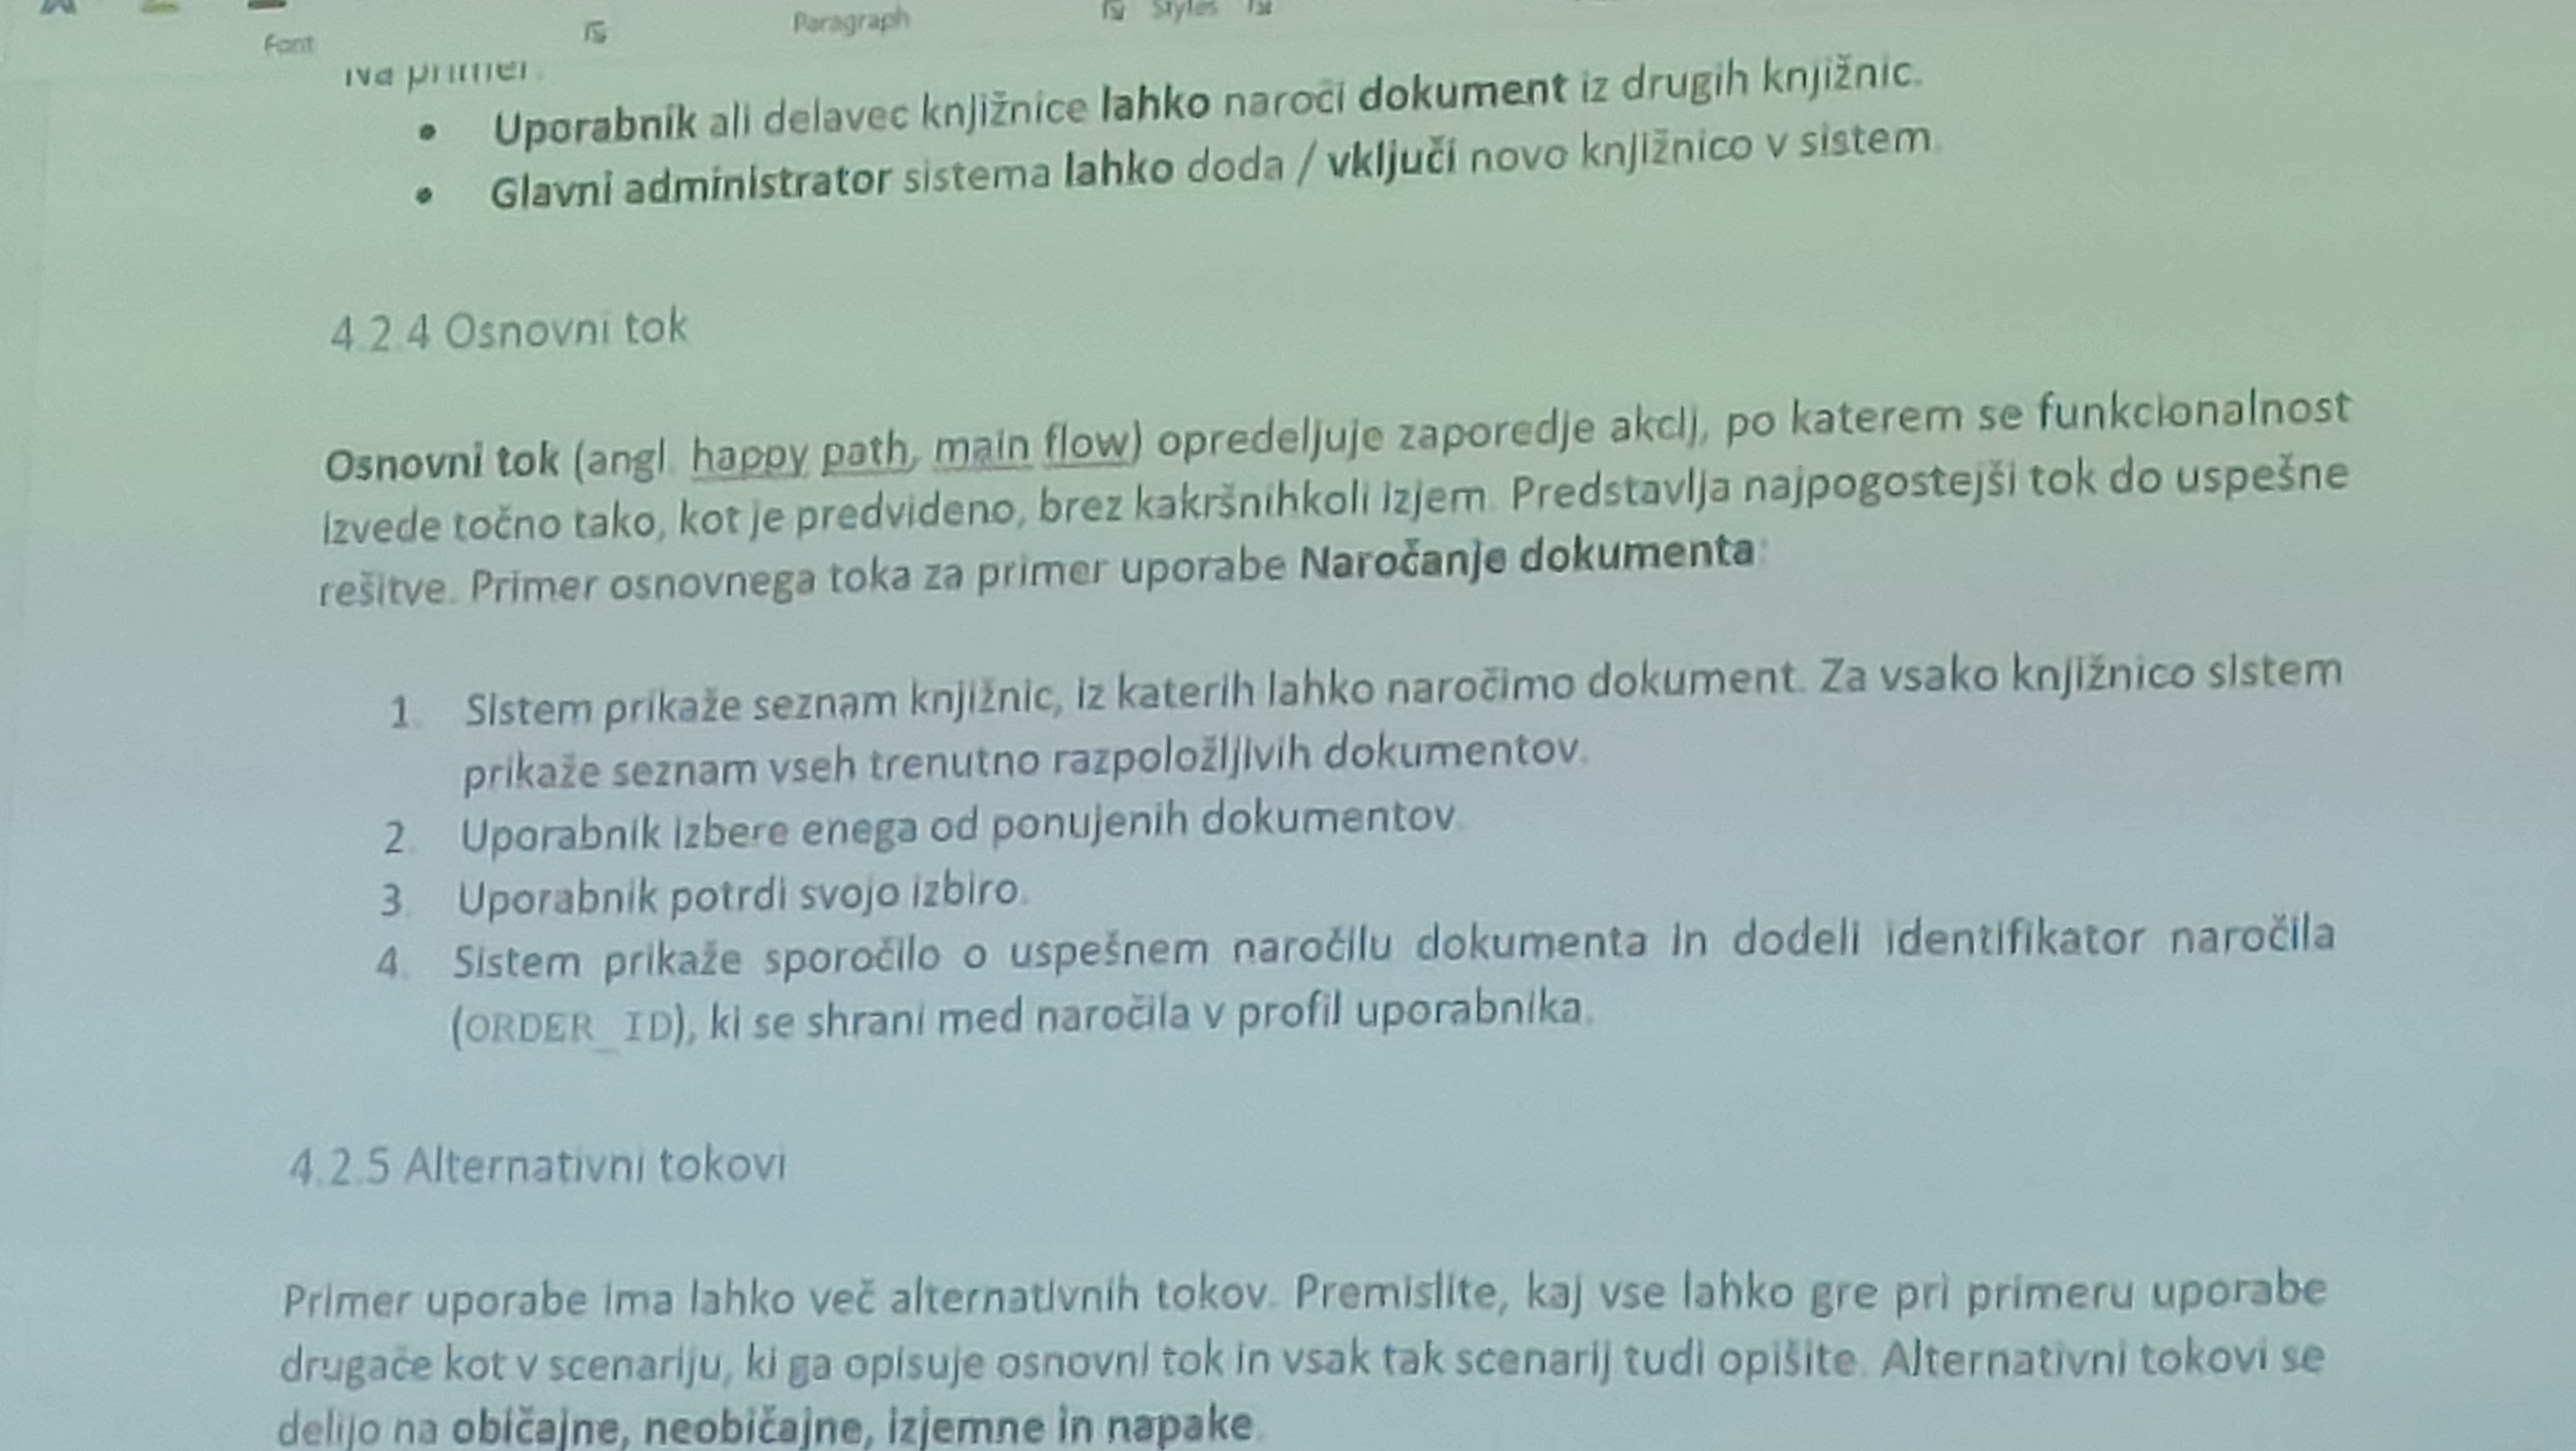 Font
Paragraph
Styles
Na primer
• Uporabnik ali delavec knjižnice lahko naroči dokument iz drugih knjižnic.
• Glavni administrator sistema lahko doda / vključi novo knjižnico v sistem.
4.2.4 Osnovni tok
Osnovni tok (angl. happy path, main flow) opredeljuje zaporedje akcij, po katerem se funkcionalnost
izvede točno tako, kot je predvideno, brez kakršnihkoli izjem. Predstavlja najpogostejši tok do uspešne
rešitve. Primer osnovnega toka za primer uporabe Naročanje dokumenta:
1. Sistem prikaže seznam knjižnic, iz katerih lahko naročimo dokument. Za vsako knjižnico sistem
prikaže seznam vseh trenutno razpoložljivih dokumentov.
2. Uporabnik izbere enega od ponujenih dokumentov.
3. Uporabnik potrdi svojo izbiro.
4. Sistem prikaže sporočilo o uspešnem naročilu dokumenta in dodeli identifikator naročila
(ORDER_ID), ki se shrani med naročila v profil uporabnika.
4.2.5 Alternativni tokovi
Primer uporabe ima lahko več alternativnih tokov. Premislite, kaj vse lahko gre pri primeru uporabe
drugače kot v scenariju, ki ga opisuje osnovni tok in vsak tak scenarij tudi opišite. Alternativni tokovi se
delijo na običajne, neobičajne, izjemne in napake.